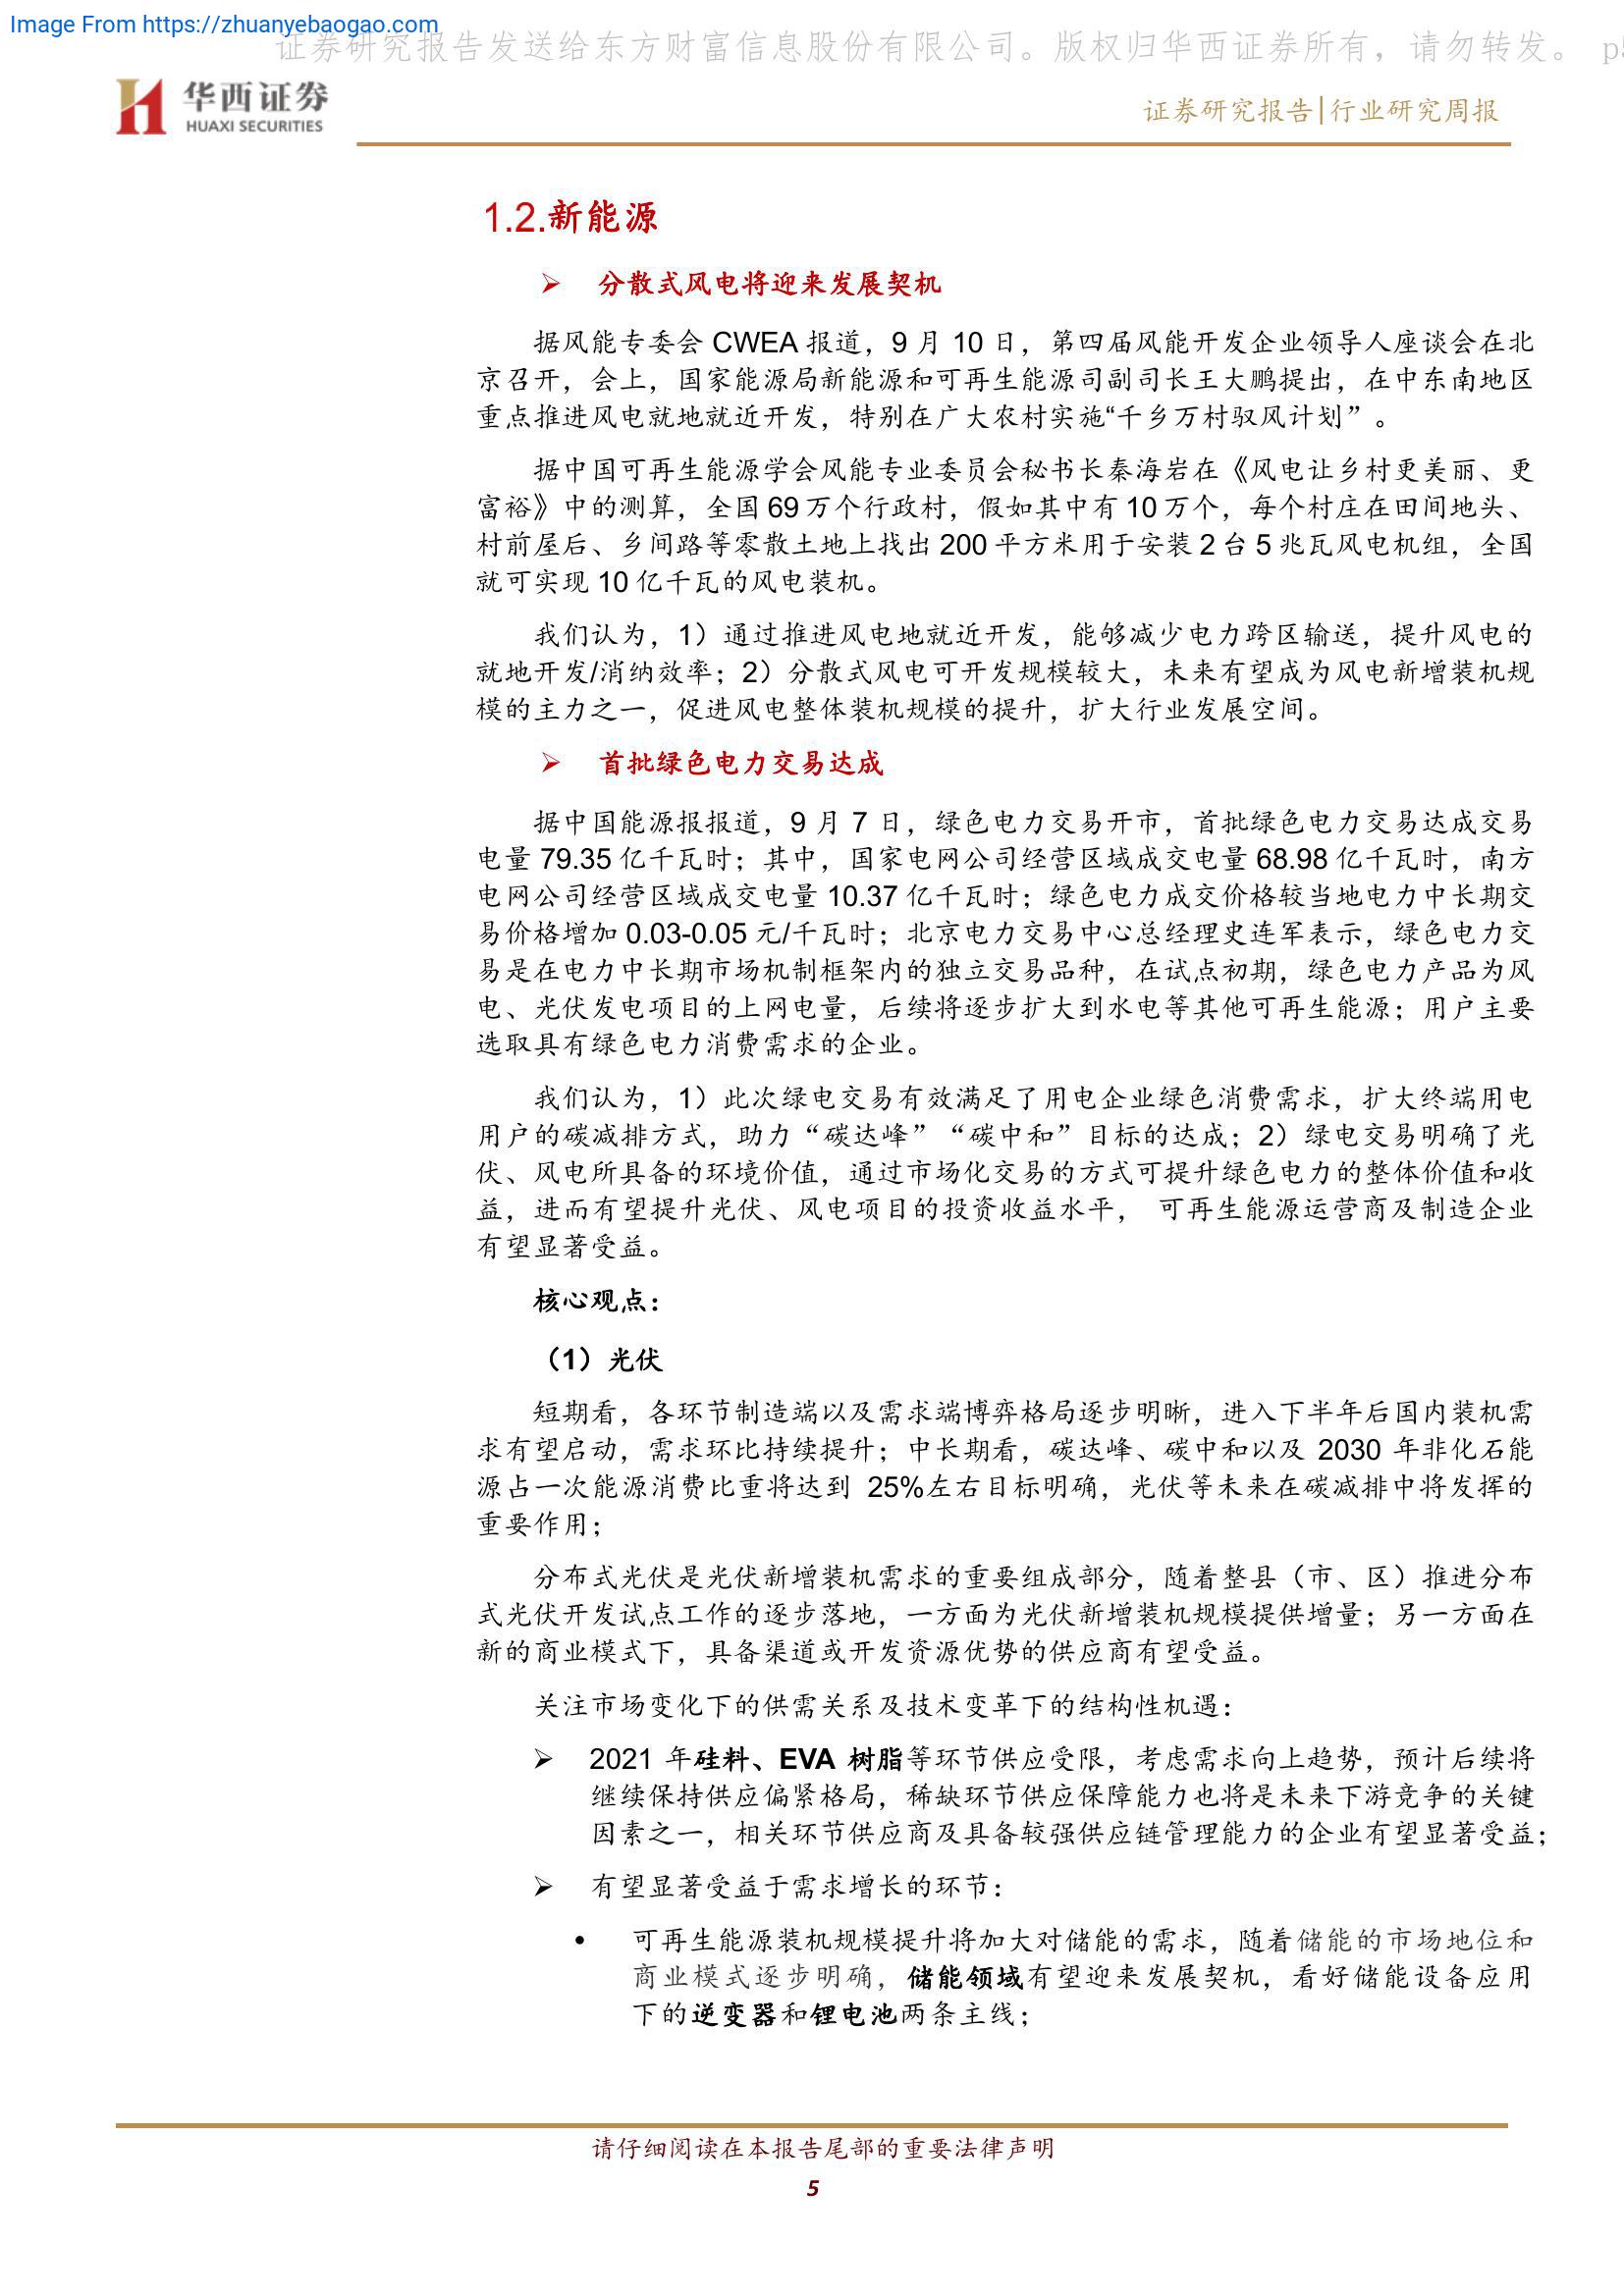 Image From https://zhuanyebaogao.com
证券研究报告发送给东方财富信息股份有限公司。版权归华西证券所有，请勿转发。 p5
华西证券
HUAXI SECURITIES
证券研究报告|行业研究周报
1.2.新能源
➢ 分散式风电将迎来发展契机
据风能专委会 CWEA 报道，9 月 10 日，第四届风能开发企业领导人座谈会在北
京召开，会上，国家能源局新能源和可再生能源司副司长王大鹏提出，在中东南地区
重点推进风电就地就近开发，特别在广大农村实施“千乡万村驭风计划”。
据中国可再生能源学会风能专业委员会秘书长秦海岩在《风电让乡村更美丽、更
富裕》中的测算，全国 69 万个行政村，假如其中有 10 万个，每个村庄在田间地头、
村前屋后、乡间路等零散土地上找出 200 平方米用于安装 2 台 5 兆瓦风电机组，全国
就可实现 10 亿千瓦的风电装机。
我们认为，1）通过推进风电地就近开发，能够减少电力跨区输送，提升风电的
就地开发/消纳效率；2）分散式风电可开发规模较大，未来有望成为风电新增装机规
模的主力之一，促进风电整体装机规模的提升，扩大行业发展空间。
➢ 首批绿色电力交易达成
据中国能源报报道，9 月 7 日，绿色电力交易开市，首批绿色电力交易达成交易
电量 79.35 亿千瓦时；其中，国家电网公司经营区域成交电量 68.98 亿千瓦时，南方
电网公司经营区域成交电量 10.37 亿千瓦时；绿色电力成交价格较当地电力中长期交
易价格增加 0.03-0.05 元/千瓦时；北京电力交易中心总经理史连军表示，绿色电力交
易是在电力中长期市场机制框架内的独立交易品种，在试点初期，绿色电力产品为风
电、光伏发电项目的上网电量，后续将逐步扩大到水电等其他可再生能源；用户主要
选取具有绿色电力消费需求的企业。
我们认为，1）此次绿电交易有效满足了用电企业绿色消费需求，扩大终端用电
用户的碳减排方式，助力“碳达峰”“碳中和”目标的达成；2）绿电交易明确了光
伏、风电所具备的环境价值，通过市场化交易的方式可提升绿色电力的整体价值和收
益，进而有望提升光伏、风电项目的投资收益水平， 可再生能源运营商及制造企业
有望显著受益。
核心观点：
（1）光伏
短期看，各环节制造端以及需求端博弈格局逐步明晰，进入下半年后国内装机需
求有望启动，需求环比持续提升；中长期看，碳达峰、碳中和以及 2030 年非化石能
源占一次能源消费比重将达到 25%左右目标明确，光伏等未来在碳减排中将发挥的
重要作用；
分布式光伏是光伏新增装机需求的重要组成部分，随着整县（市、区）推进分布
式光伏开发试点工作的逐步落地，一方面为光伏新增装机规模提供增量；另一方面在
新的商业模式下，具备渠道或开发资源优势的供应商有望受益。
关注市场变化下的供需关系及技术变革下的结构性机遇：
➢ 2021 年硅料、EVA 树脂等环节供应受限，考虑需求向上趋势，预计后续将
继续保持供应偏紧格局，稀缺环节供应保障能力也将是未来下游竞争的关键
因素之一，相关环节供应商及具备较强供应链管理能力的企业有望显著受益；
➢ 有望显著受益于需求增长的环节：
• 可再生能源装机规模提升将加大对储能的需求，随着储能的市场地位和
商业模式逐步明确，储能领域有望迎来发展契机，看好储能设备应用
下的逆变器和锂电池两条主线；
请仔细阅读在本报告尾部的重要法律声明
5